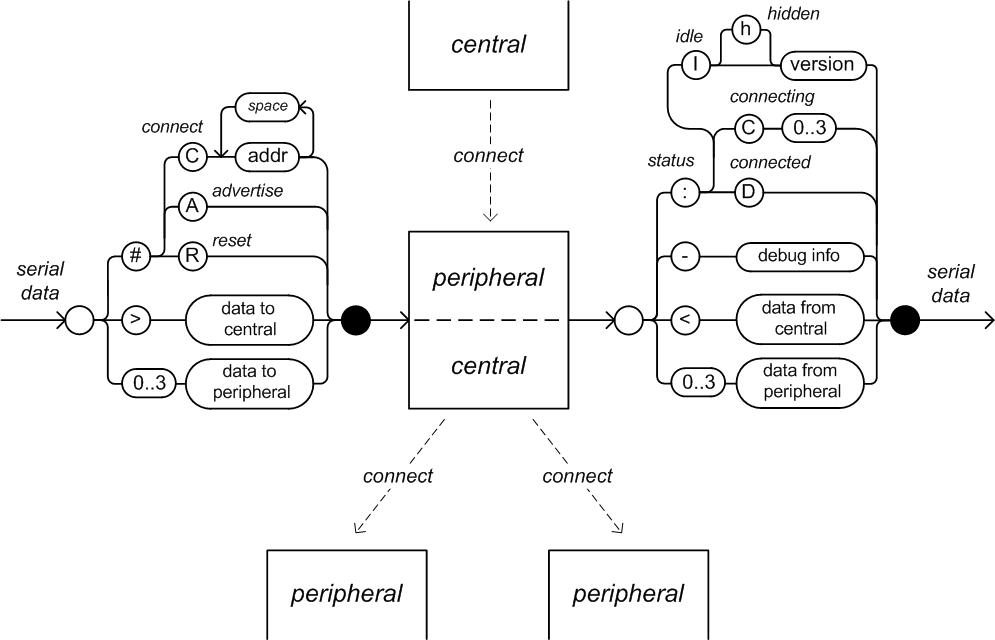 central
connect
serial
data
#
connect
C
space
addr
A
advertise
R
reset
>
data to
central
0..3
data to
peripheral
peripheral
central
status
:
idle
I
h
hidden
version
connecting
C
0..3
connected
D
-
debug info
<
data from
central
0..3
data from
peripheral
serial
data
connect
connect
peripheral
peripheral